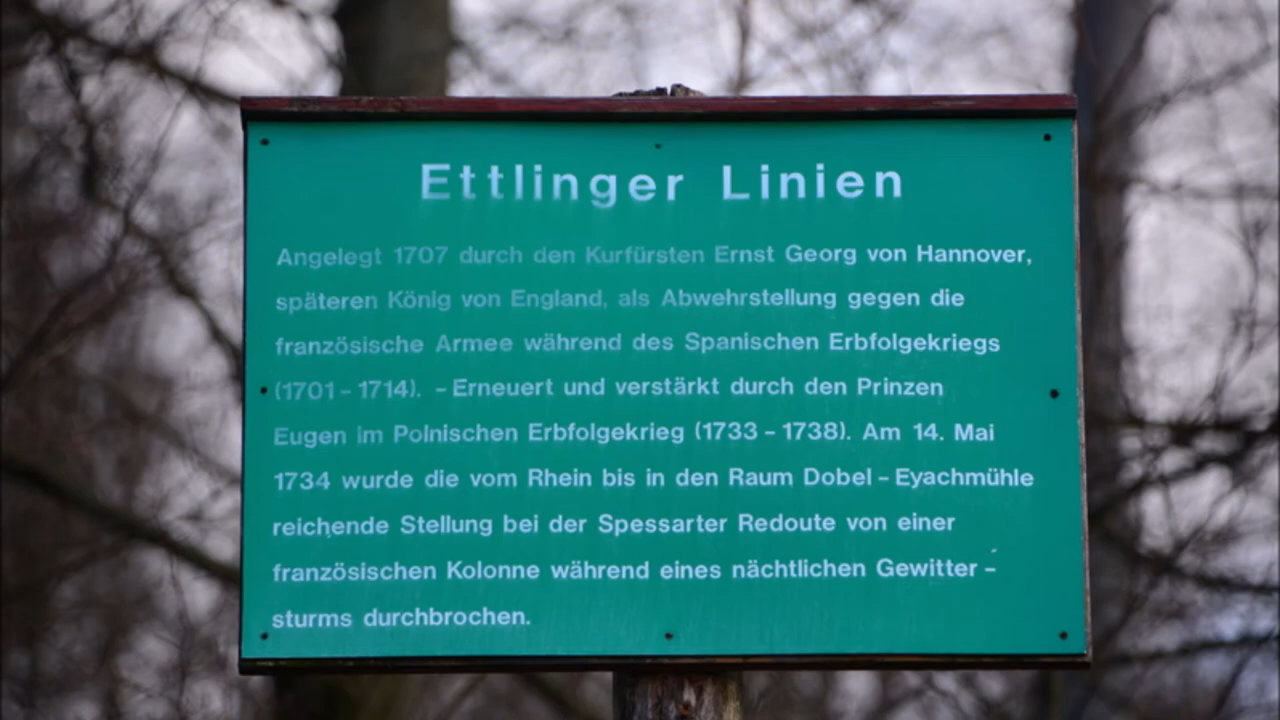 Ettlinger Linien
Angelegt 1707 durch den Kurfürsten Ernst Georg von Hannover,
späteren König von England, als Abwehrstellung gegen die
französische Armee während des Spanischen Erbfolgekriegs
(1701 – 1714). – Erneuert und verstärkt durch den Prinzen
Eugen im Polnischen Erbfolgekrieg (1733 – 1738). Am 14. Mai
1734 wurde die vom Rhein bis in den Raum Dobel – Eyachmühle
reichende Stellung bei der Spessarter Redoute von einer
französischen Kolonne während eines nächtlichen Gewitter –
sturms durchbrochen.